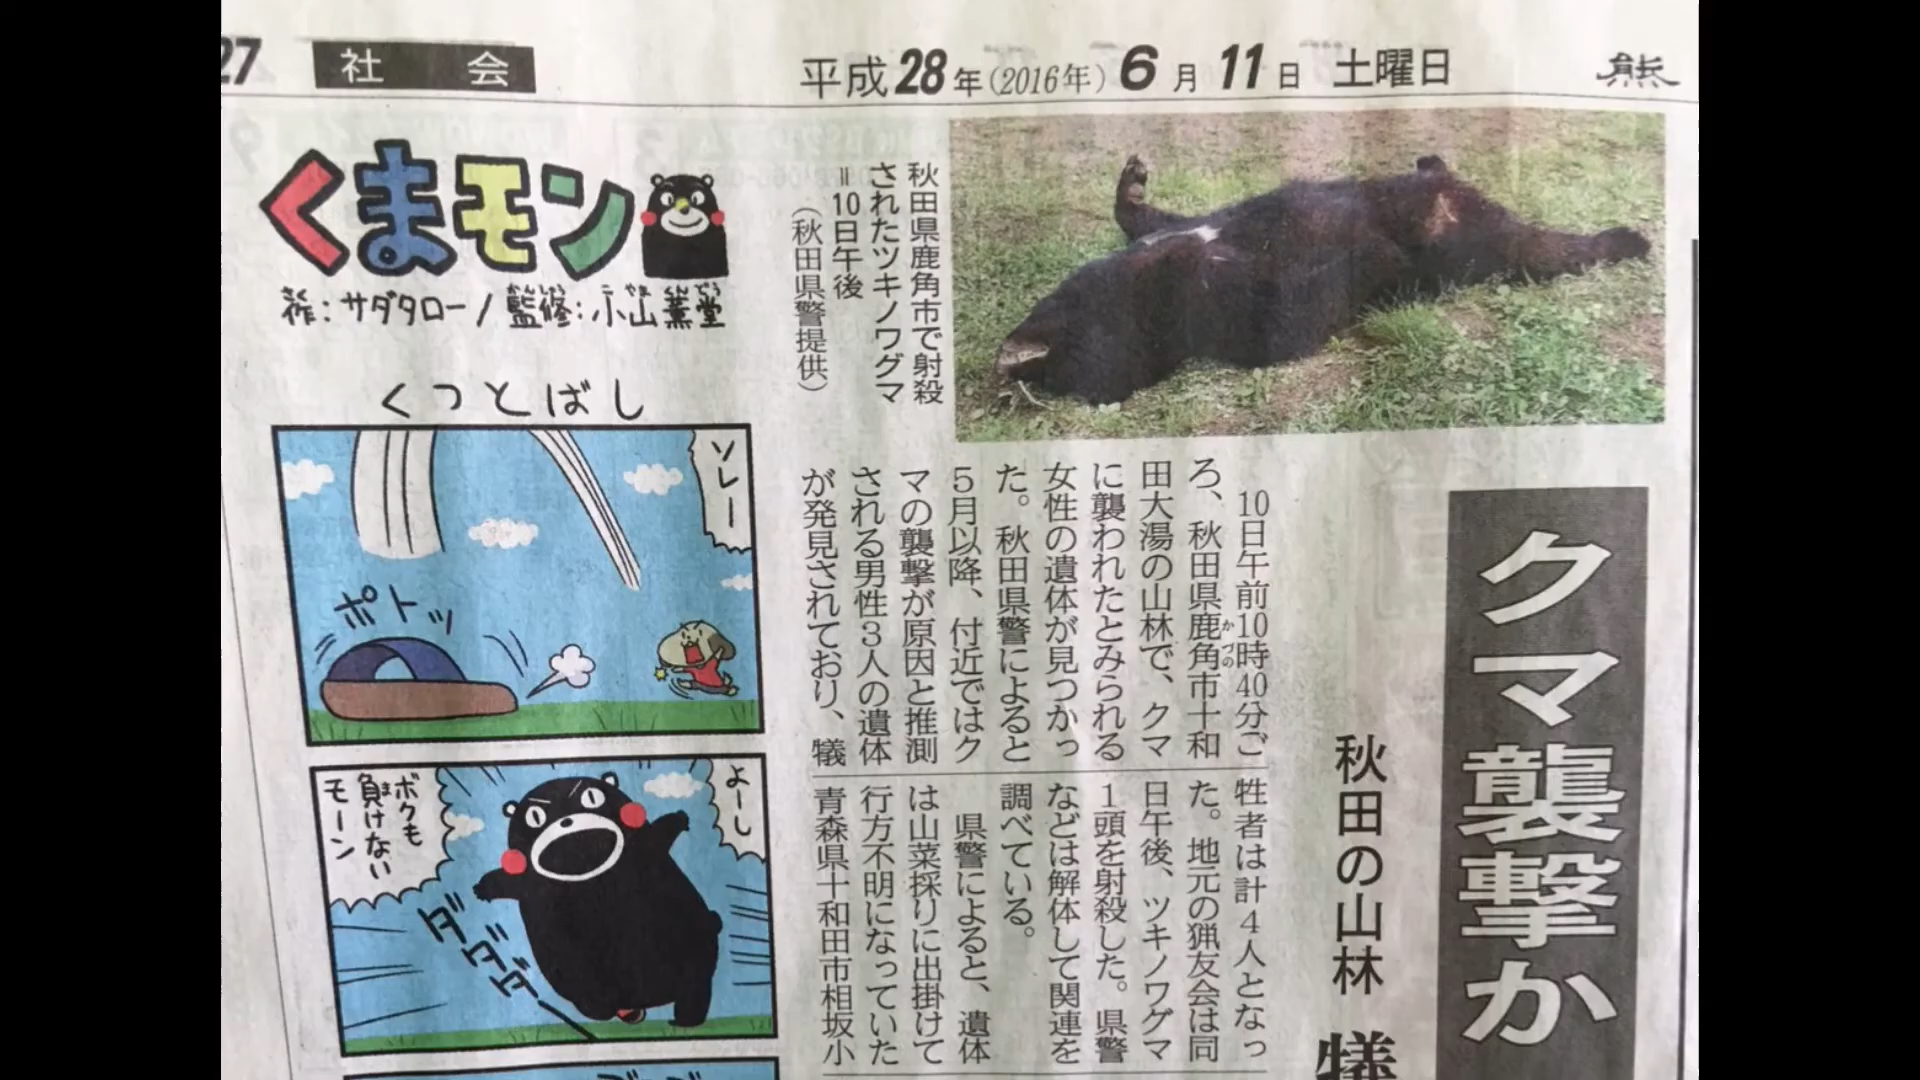 27
社会
平成28年(2016年)6月11日 土曜日
熊
くまモン
作:サダタロー/監修:小山薫堂
くつとばし
ソレー
ポトッ
よーし
ボクも
負けない
モーン
ダダダダー
秋田県鹿角市で射殺
されたツキノワグマ
=10日午後
(秋田県警提供)
クマ襲撃か
秋田の山林
犠
10日午前10時40分ご
ろ、秋田県鹿角市十和
田大湯の山林で、クマ
に襲われたとみられる
女性の遺体が見つかっ
た。秋田県警によると
5月以降、付近ではク
マの襲撃が原因と推測
される男性3人の遺体
が発見されており、犠
牲者は計4人となっ
た。地元の猟友会は同
日午後、ツキノワグマ
1頭を射殺した。県警
などは解体して関連を
調べている。
県警によると、遺体
は山菜採りに出掛けて
行方不明になっていた
青森県十和田市相坂小